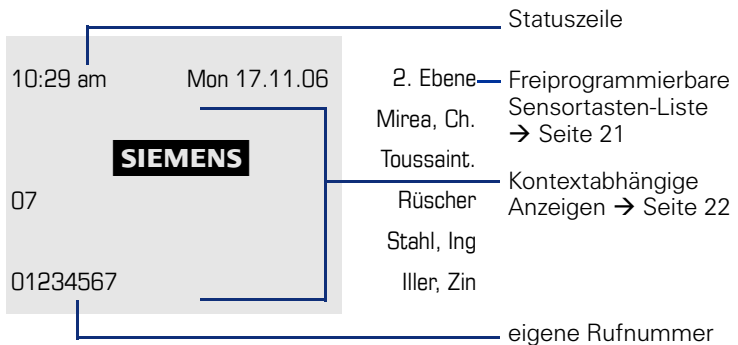 Statuszeile
10:29 am Mon 17.11.06
2. Ebene
Mirea, Ch.
Toussaint.
Rüscher
Stahl, Ing
Iller, Zin
Freiprogrammierbare
Sensortasten-Liste
→ Seite 21
SIEMENS
Kontextabhängige
Anzeigen → Seite 22
07
01234567
eigene Rufnummer